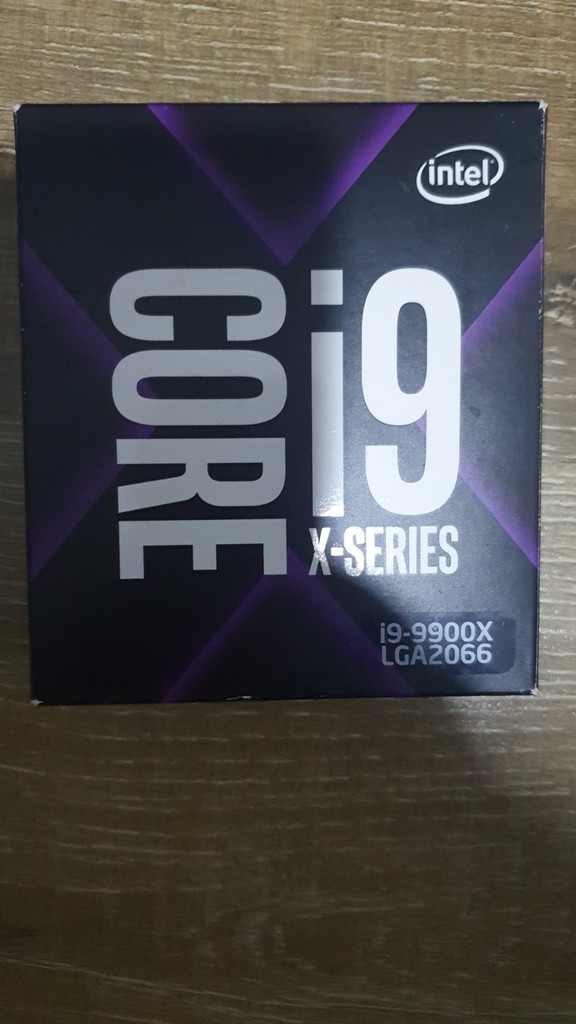 intel
CORE
i9
X-SERIES
i9-9900X
LGA2066